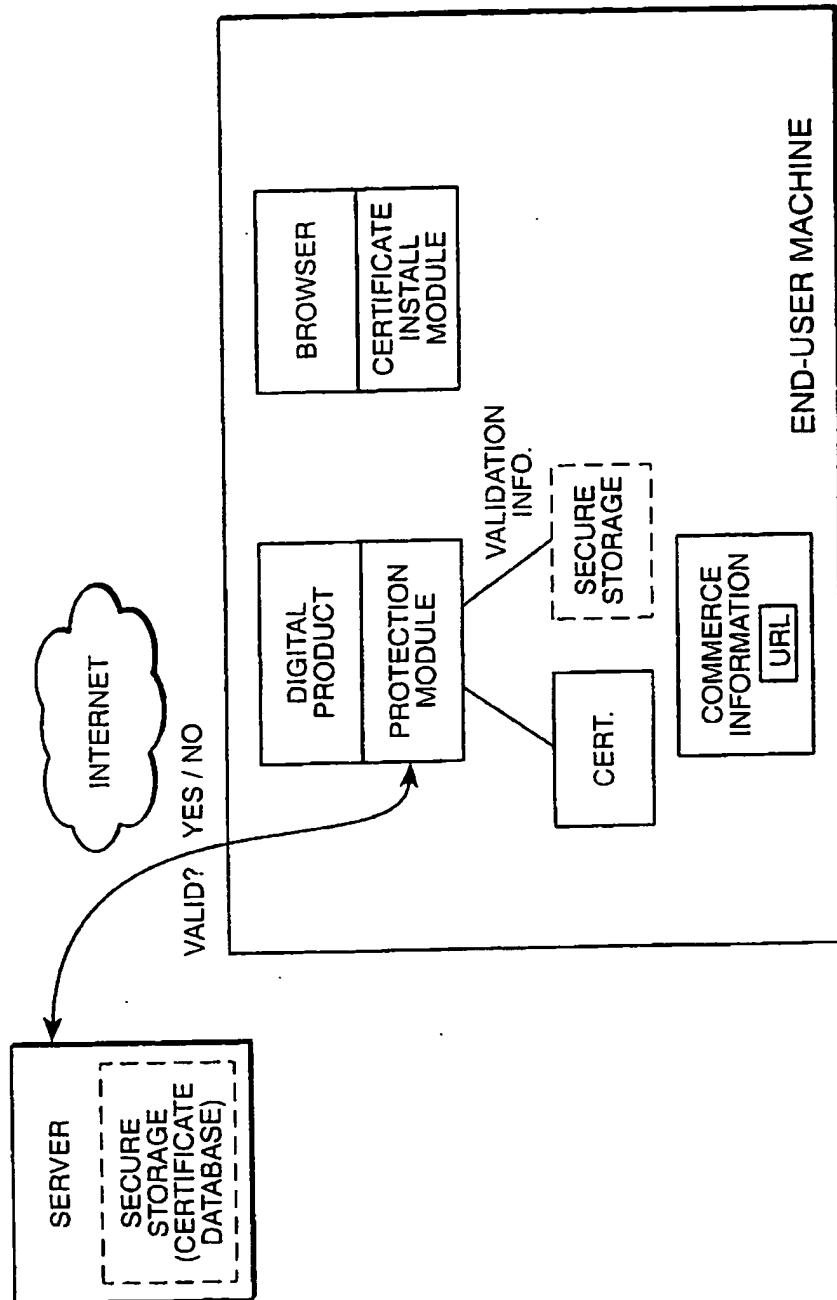 SERVER
SECURE
STORAGE
(CERTIFICATE
DATABASE)
INTERNET
VALID? YES / NO
DIGITAL
PRODUCT
PROTECTION
MODULE
BROWSER
CERTIFICATE
INSTALL
MODULE
VALIDATION
INFO.
CERT.
SECURE
STORAGE
COMMERCE
INFORMATION
URL
END-USER MACHINE